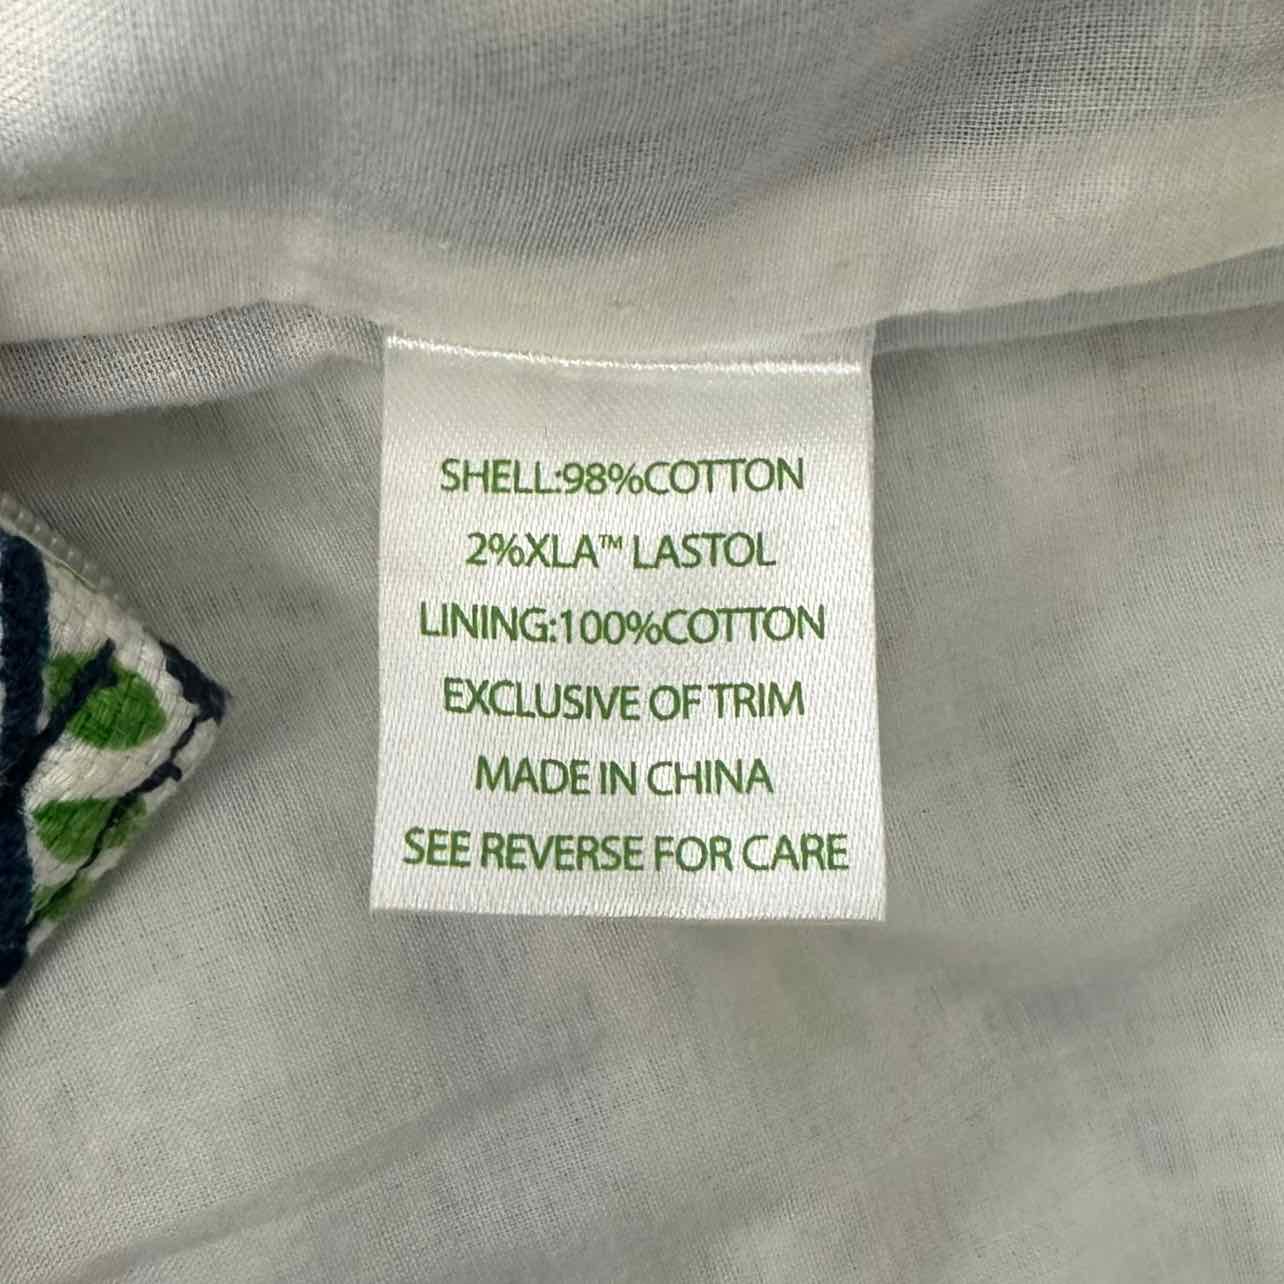 SHELL:98%COTTON
2%XLA™ LASTOL
LINING:100%COTTON
EXCLUSIVE OF TRIM
MADE IN CHINA
SEE REVERSE FOR CARE